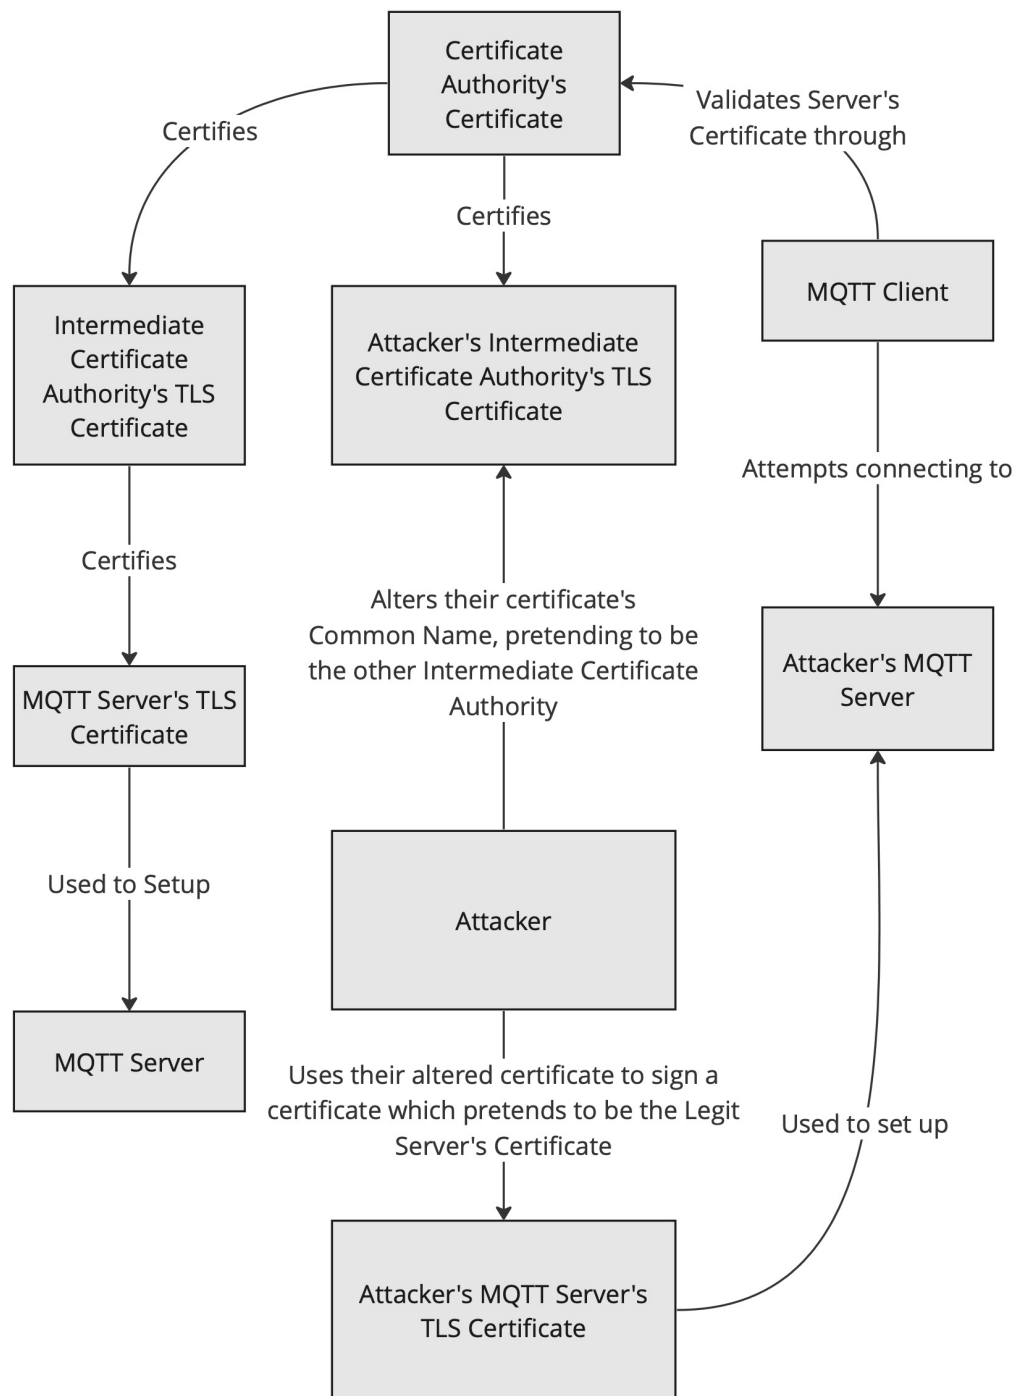 Certificate
Authority's
Certificate
Validates Server's
Certificate through
Certifies
Certifies
MQTT Client
Intermediate
Certificate
Authority's TLS
Certificate
Attacker's Intermediate
Certificate Authority's TLS
Certificate
Attempts connecting to
Certifies
Alters their certificate's
Common Name, pretending to be
the other Intermediate Certificate
Authority
Attacker's MQTT
Server
MQTT Server's TLS
Certificate
Used to Setup
Attacker
MQTT Server
Uses their altered certificate to sign a
certificate which pretends to be the Legit
Server's Certificate
Used to set up
Attacker's MQTT Server's
TLS Certificate